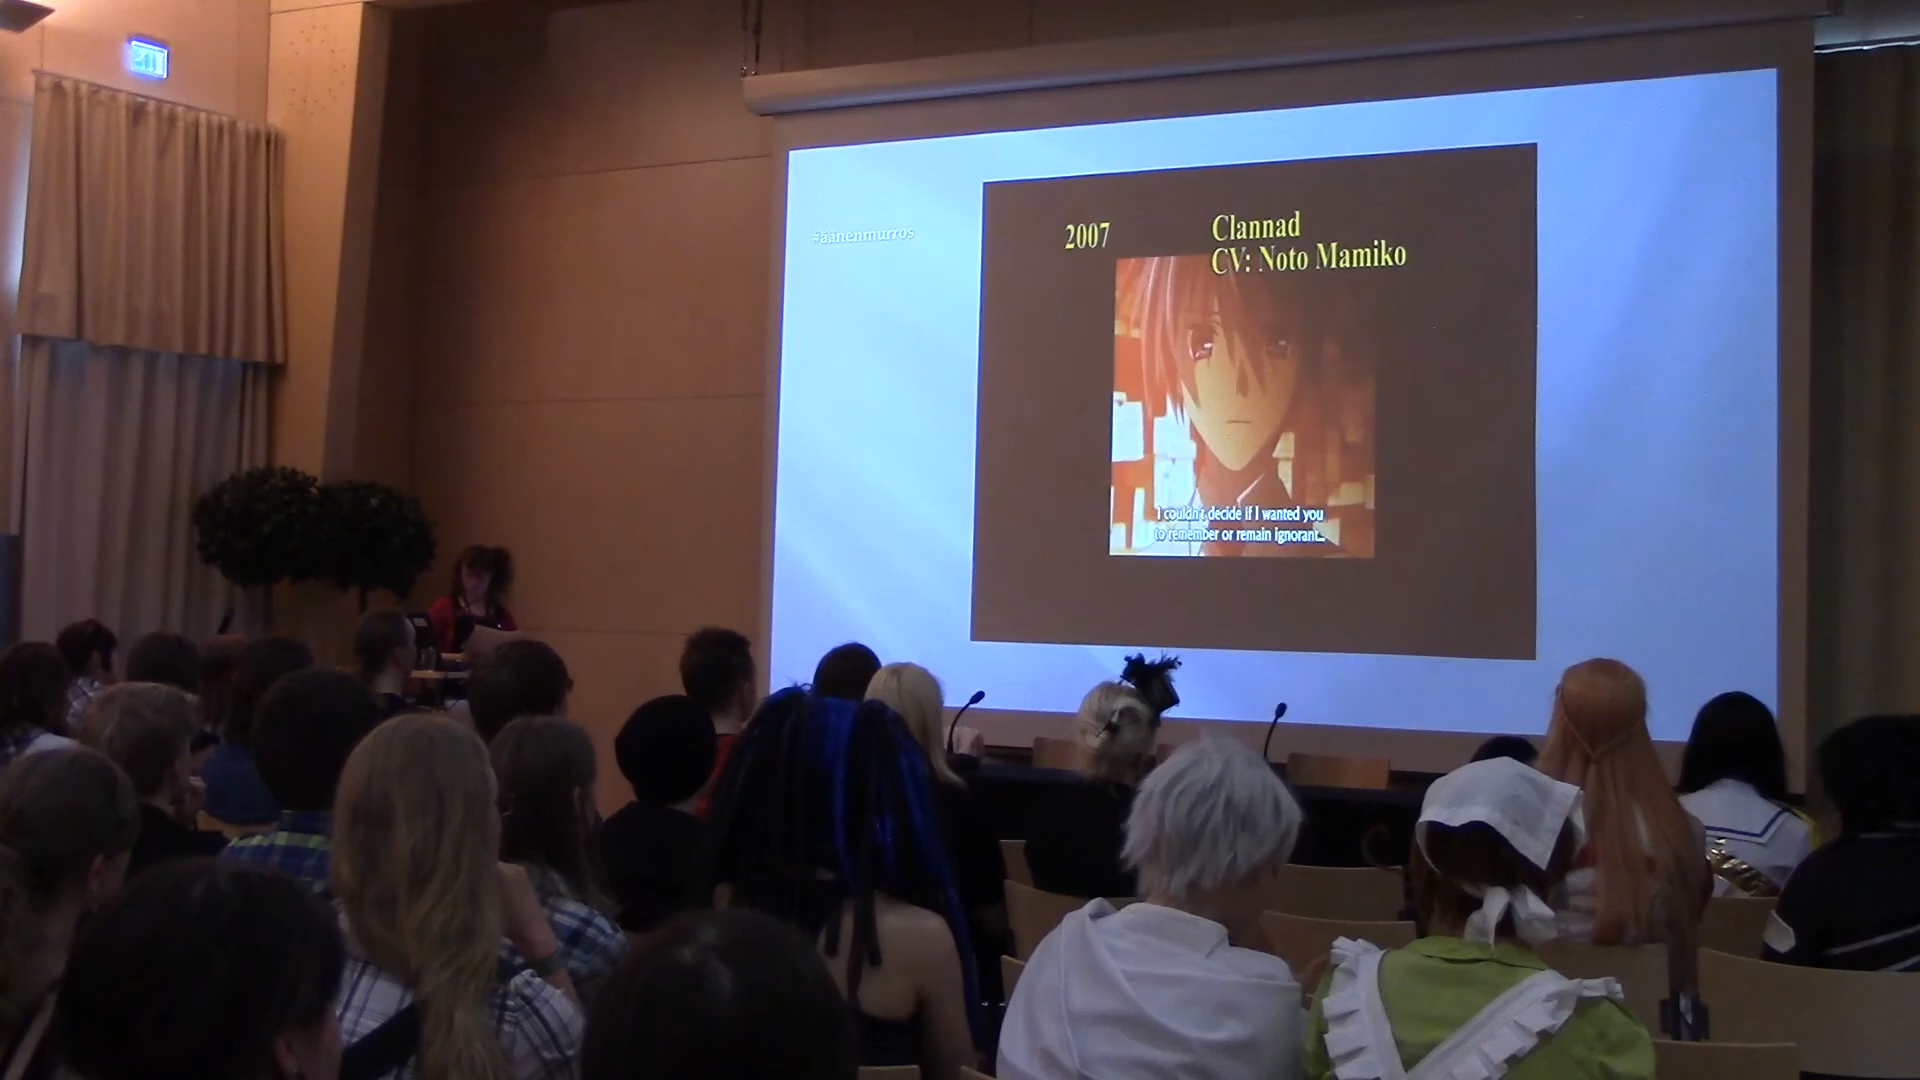 #äänenmurros
2007
Clannad
CV: Noto Mamiko
I couldn't decide if I wanted you
to remember or remain ignorant...